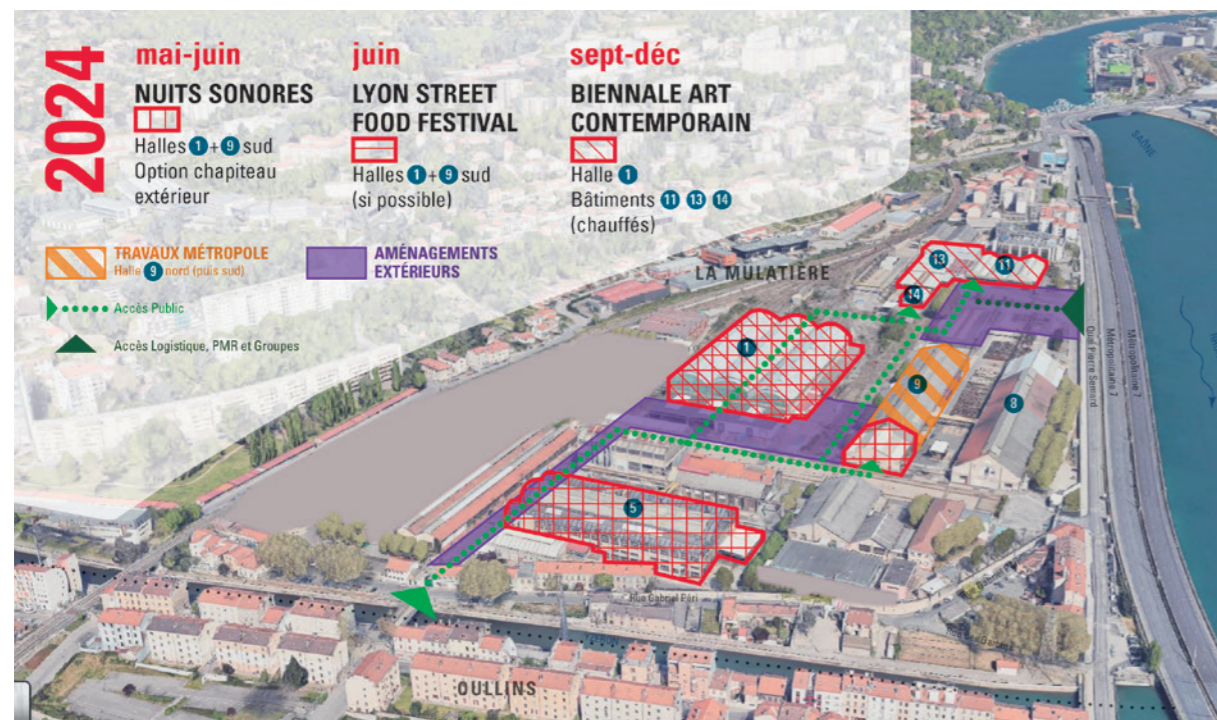 2024
mai-juin
NUITS SONORES
Halles 1+9 sud
Option chapiteau
extérieur
juin
LYON STREET
FOOD FESTIVAL
Halles 1+9 sud
(si possible)
sept-déc
BIENNALE ART
CONTEMPORAIN
Halle 1
Bâtiments 11 13 14
(chauffés)
TRAVAUX MÉTROPOLE
Halle 9 nord (puis sud)
AMÉNAGEMENTS
EXTÉRIEURS
Accès Public
Accès Logistique, PMR et Groupes
SAÔNE
LA MULATIÈRE
13
11
14
1
9
8
5
Quai Pierre Semard
Métropolitaine 7
Métropolitaine 7
Rue Gabriel Péri
OULLINS